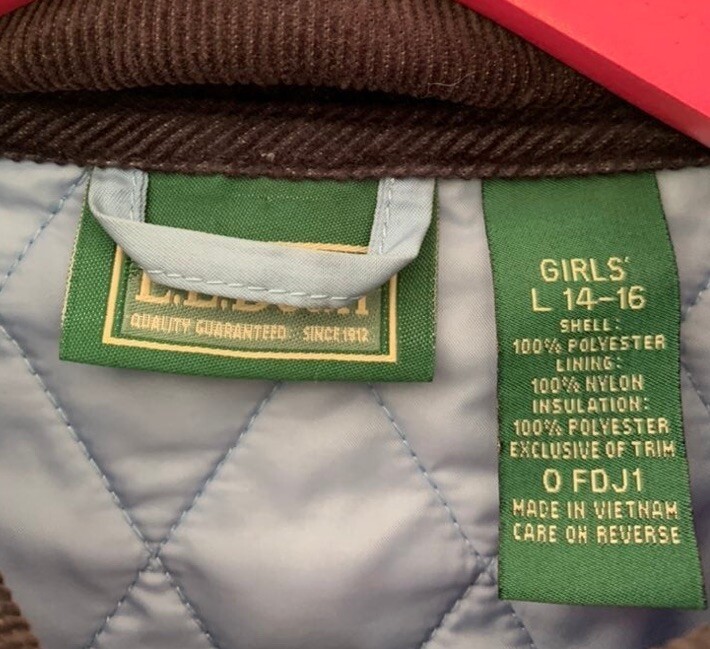 L.L.Bean
QUALITY GUARANTEED SINCE 1912
GIRLS'
L 14-16
SHELL:
100% POLYESTER
LINING:
100% NYLON
INSULATION:
100% POLYESTER
EXCLUSIVE OF TRIM
0 FDJ1
MADE IN VIETNAM
CARE ON REVERSE